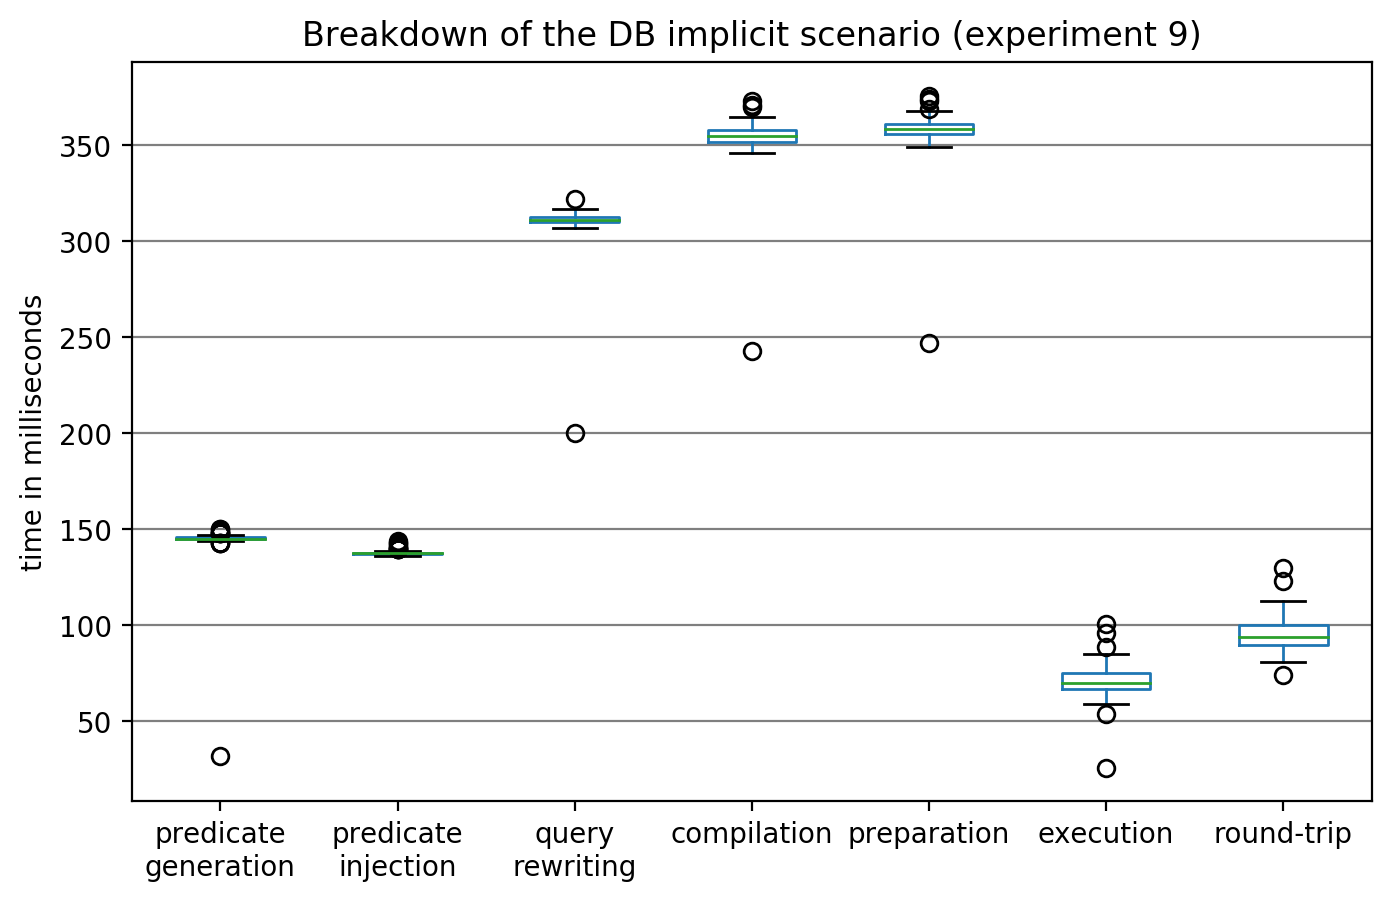 Breakdown of the DB implicit scenario (experiment 9)
time in milliseconds
350
300
250
200
150
100
50
predicate generation
predicate injection
query rewriting
compilation
preparation
execution
round-trip